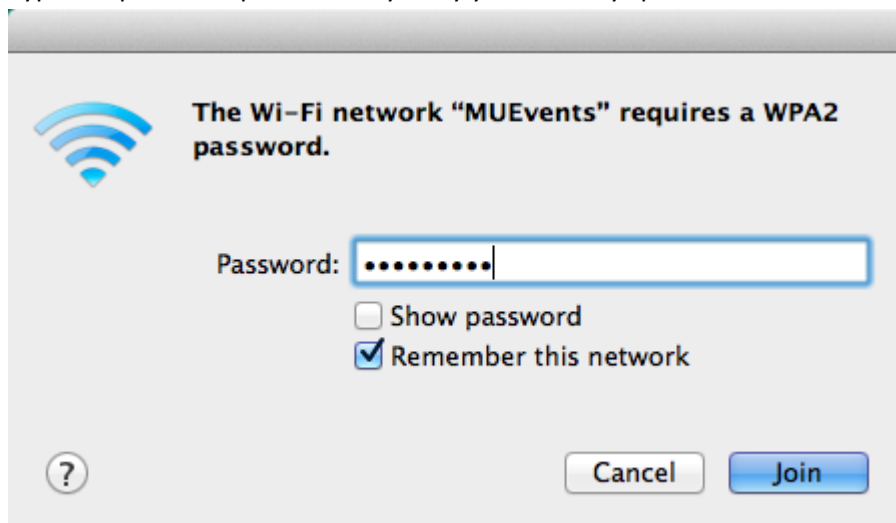 The Wi-Fi network “MUEvents” requires a WPA2
password.
Password: •••••••••
Show password
Remember this network
? Cancel Join